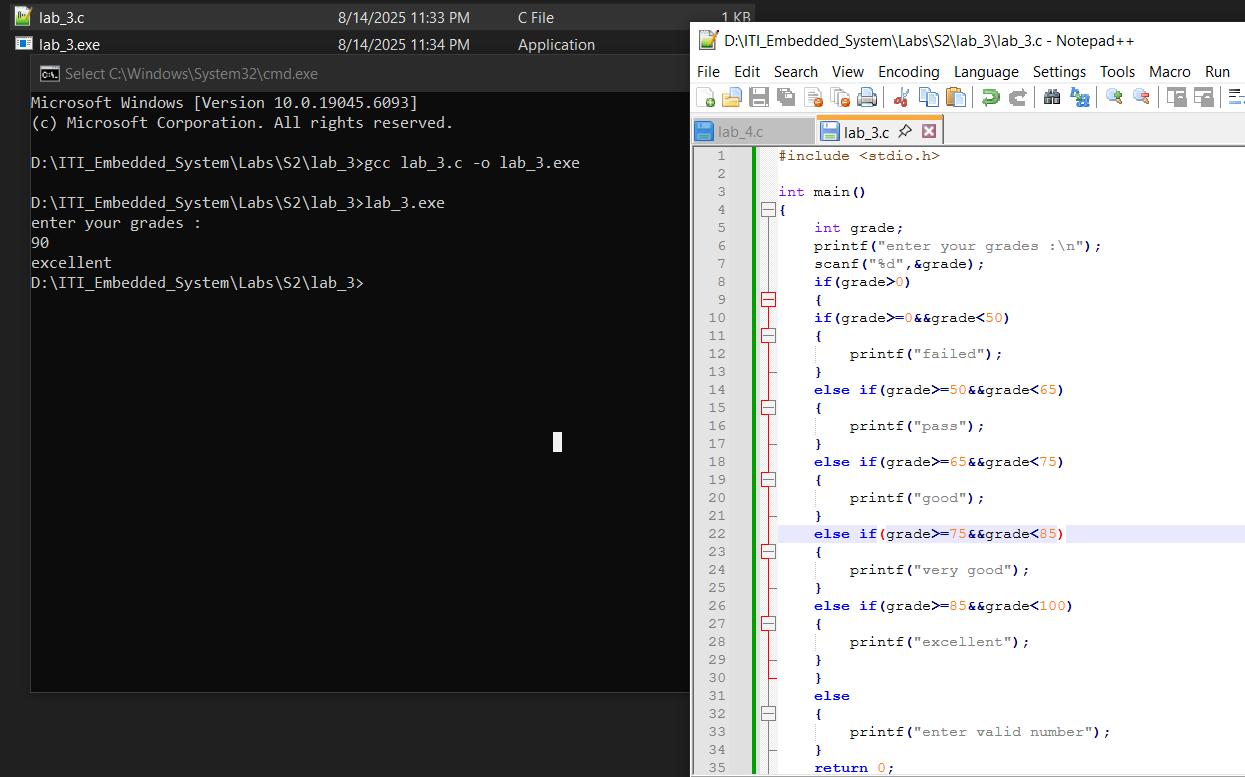 lab_3.c 8/14/2025 11:33 PM C File 1 KB
lab_3.exe 8/14/2025 11:34 PM Application
Select C:\Windows\System32\cmd.exe
Microsoft Windows [Version 10.0.19045.6093]
(c) Microsoft Corporation. All rights reserved.
D:\ITI_Embedded_System\Labs\S2\lab_3>gcc lab_3.c -o lab_3.exe
D:\ITI_Embedded_System\Labs\S2\lab_3>lab_3.exe
enter your grades :
90
excellent
D:\ITI_Embedded_System\Labs\S2\lab_3>
D:\ITI_Embedded_System\Labs\S2\lab_3\lab_3.c - Notepad++
File Edit Search View Encoding Language Settings Tools Macro Run
lab_4.c lab_3.c
1 #include <stdio.h>
2
3 int main()
4 {
5 int grade;
6 printf("enter your grades :\n");
7 scanf("%d",&grade);
8 if(grade>0)
9 {
10 if(grade>=0&&grade<50)
11 {
12 printf("failed");
13 }
14 else if(grade>=50&&grade<65)
15 {
16 printf("pass");
17 }
18 else if(grade>=65&&grade<75)
19 {
20 printf("good");
21 }
22 else if(grade>=75&&grade<85)
23 {
24 printf("very good");
25 }
26 else if(grade>=85&&grade<100)
27 {
28 printf("excellent");
29 }
30 }
31 else
32 {
33 printf("enter valid number");
34 }
35 return 0;